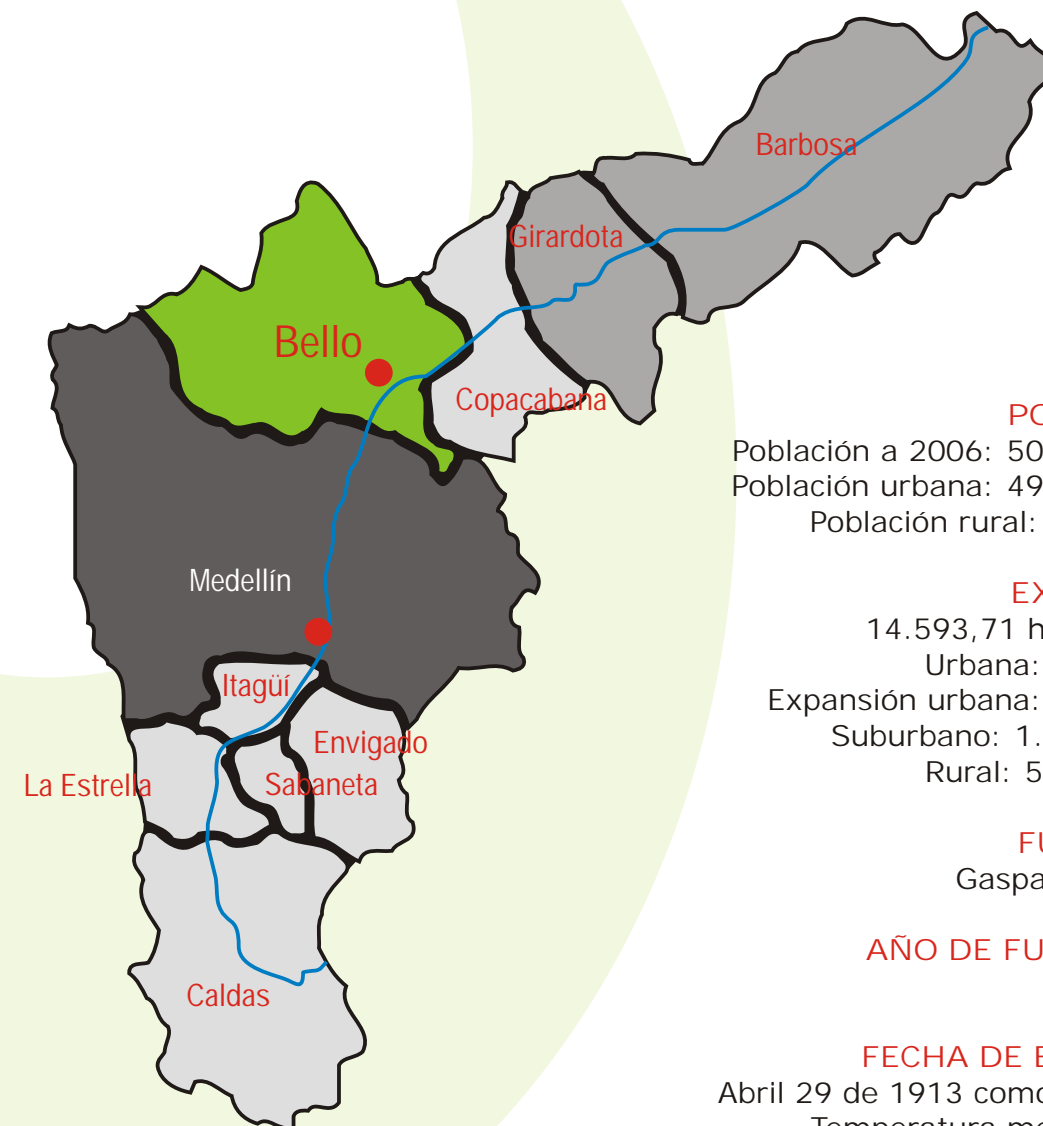 Barbosa
Girardota
Bello
Copacabana
Medellín
Itagüí
Envigado
La Estrella
Sabaneta
Caldas
PO
Población a 2006: 50
Población urbana: 49
Población rural:
EX
14.593,71 h
Urbana:
Expansión urbana:
Suburbano: 1.
Rural: 5
FU
Gaspa
AÑO DE FU
FECHA DE E
Abril 29 de 1913 como
Temperatura me